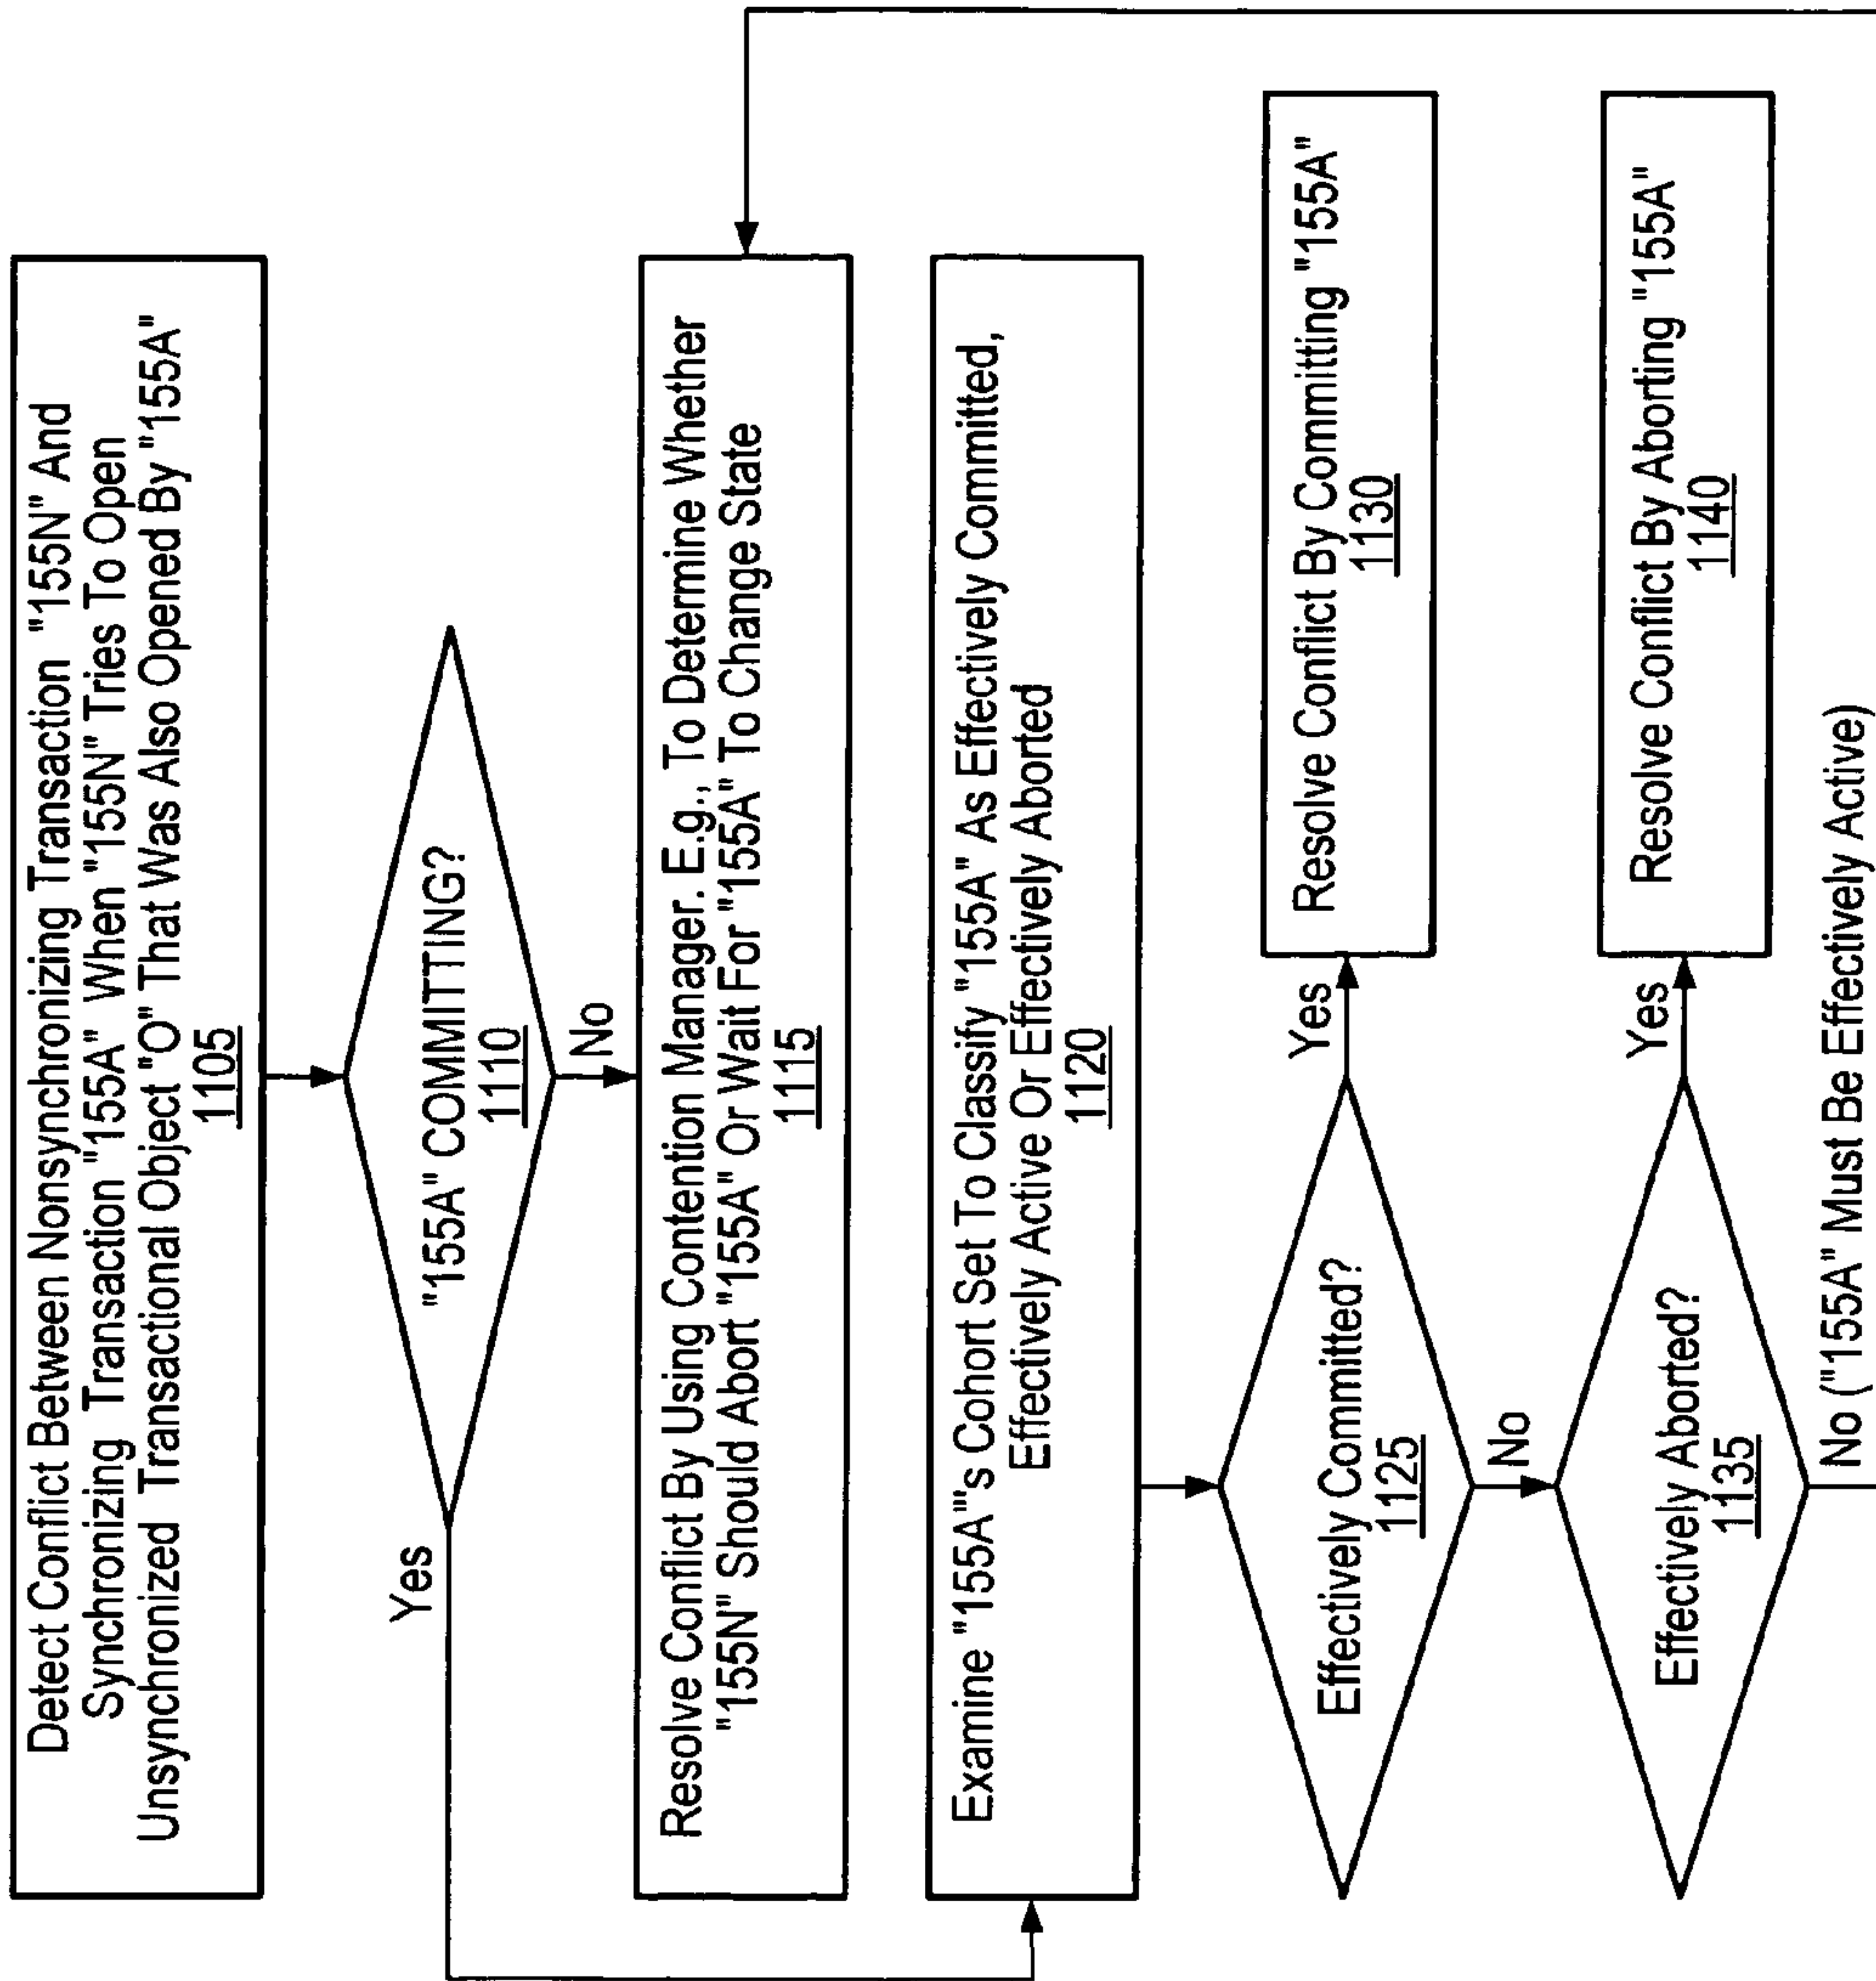 Detect Conflict Between Nonsynchronizing Transaction "155N" And
Synchronizing Transaction "155A" When "155N" Tries To Open
Unsynchronized Transactional Object "O" That Was Also Opened By "155A"
1105
"155A" COMMITTING?
1110
Yes
No
Resolve Conflict By Using Contention Manager. E.g., To Determine Whether
"155N" Should Abort "155A" Or Wait For "155A" To Change State
1115
Examine "155A"'s Cohort Set To Classify "155A" As Effectively Committed,
Effectively Active Or Effectively Aborted
1120
Effectively Committed?
1125
Yes
Resolve Conflict By Committing "155A"
1130
No
Effectively Aborted?
1135
Yes
Resolve Conflict By Aborting "155A"
1140
No ("155A" Must Be Effectively Active)